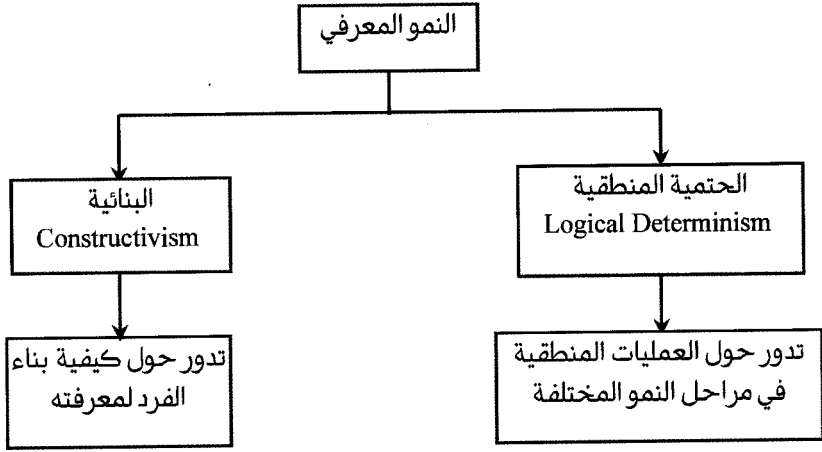 النمو المعرفي
الحتمية المنطقية
Logical Determinism
البنائية
Constructivism
تدور حول العمليات المنطقية
في مراحل النمو المختلفة
تدور حول كيفية بناء
الفرد لمعرفته